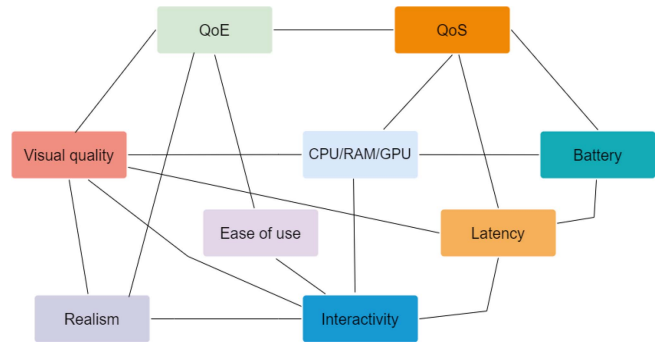 QoE
QoS
Visual quality
CPU/RAM/GPU
Battery
Ease of use
Latency
Realism
Interactivity